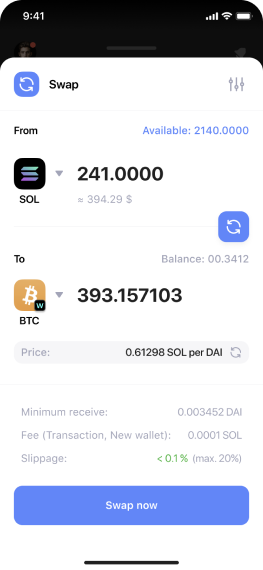 9:41
Swap
From Available: 2140.0000
241.0000
SOL ≈ 394.29 $
To Balance: 00.3412
393.157103
W
BTC
Price: 0.61298 SOL per DAI
Minimum receive: 0.003452 DAI
Fee (Transaction, New wallet): 0.0001 SOL
Slippage: < 0.1 % (max. 20%)
Swap now